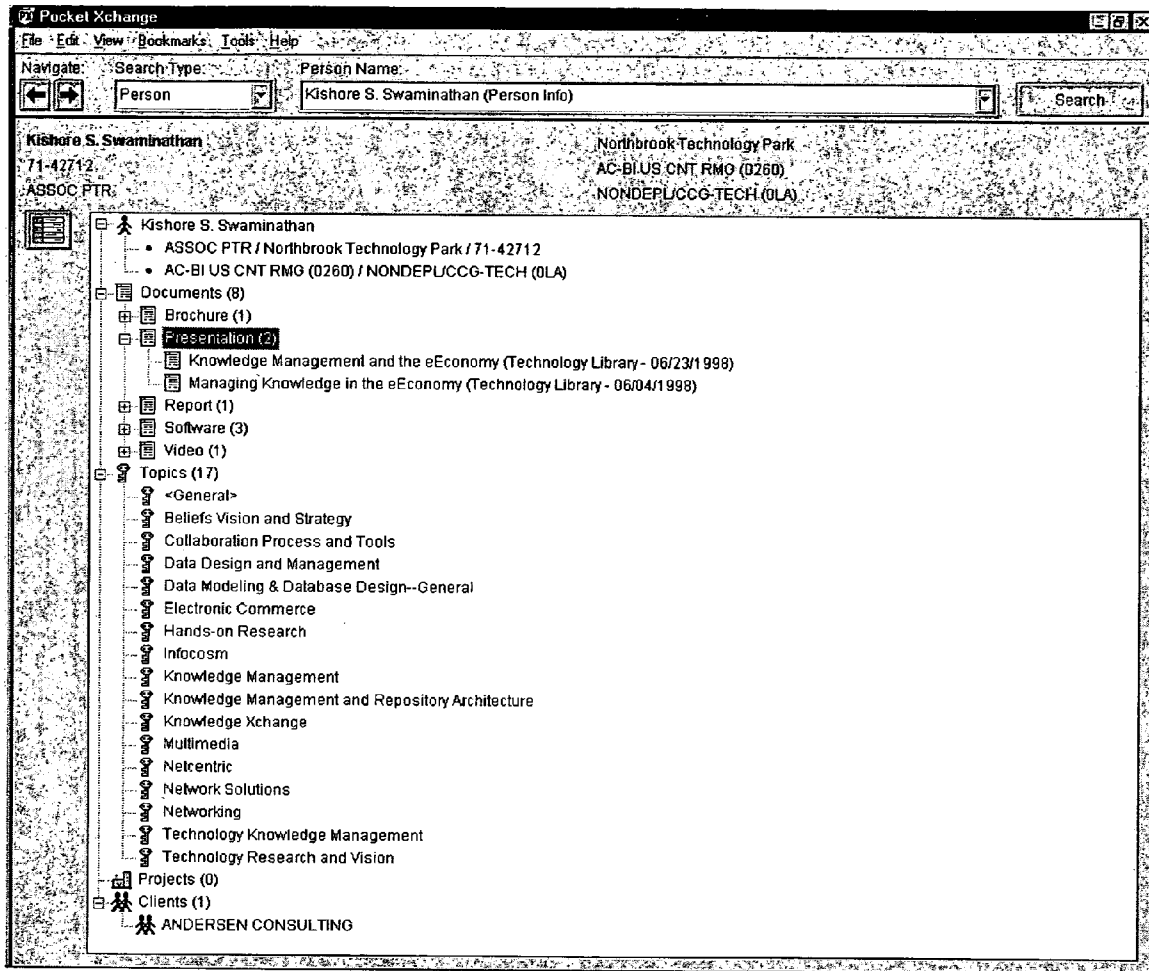 Pocket Xchange
File Edit View Bookmarks Tools Help
Navigate: Search Type: Person Name:
Person Kishore S. Swaminathan (Person Info) Search
Kishore S. Swaminathan Northbrook Technology Park
71-42712 AC-BI US CNT RMG (0260)
ASSOC PTR NONDEPL/CCG-TECH (0LA)
Kishore S. Swaminathan
• ASSOC PTR / Northbrook Technology Park / 71-42712
• AC-BI US CNT RMG (0260) / NONDEPL/CCG-TECH (0LA)
Documents (8)
Brochure (1)
Presentation (2)
Knowledge Management and the eEconomy (Technology Library - 06/23/1998)
Managing Knowledge in the eEconomy (Technology Library - 06/04/1998)
Report (1)
Software (3)
Video (1)
Topics (17)
<General>
Beliefs Vision and Strategy
Collaboration Process and Tools
Data Design and Management
Data Modeling & Database Design--General
Electronic Commerce
Hands-on Research
Infocosm
Knowledge Management
Knowledge Management and Repository Architecture
Knowledge Xchange
Multimedia
Netcentric
Network Solutions
Networking
Technology Knowledge Management
Technology Research and Vision
Projects (0)
Clients (1)
ANDERSEN CONSULTING